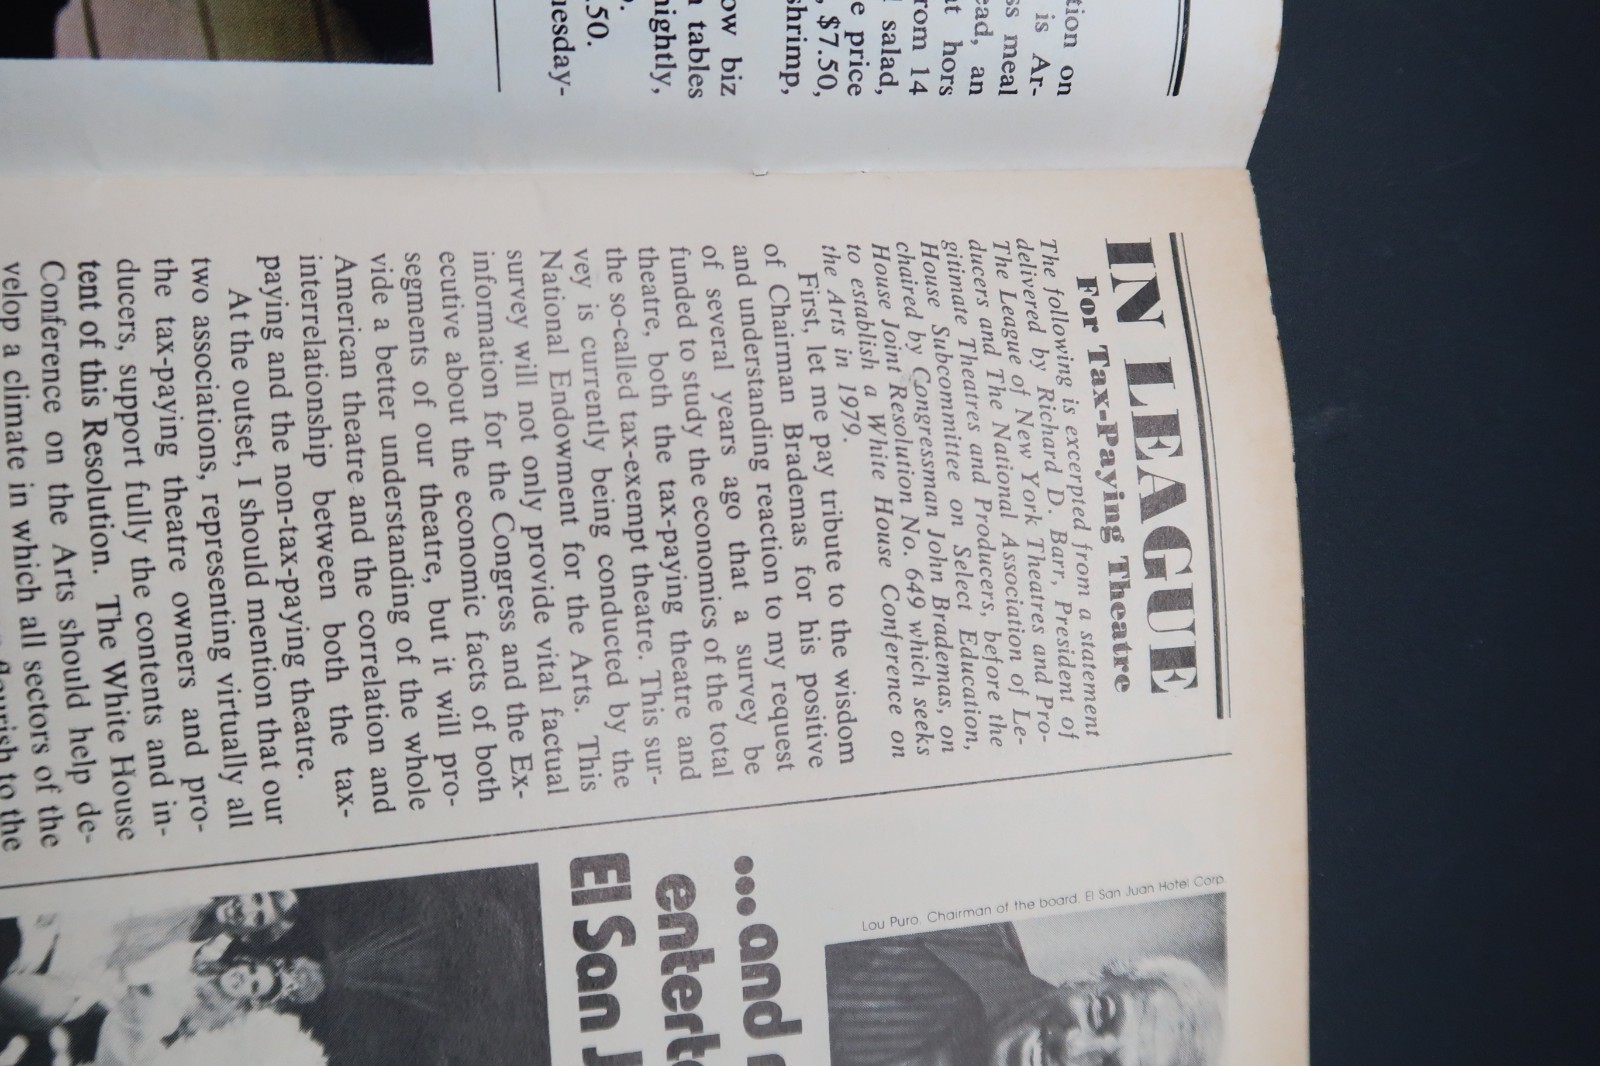 tion on
is Ar-
ss meal
ead, an
at hors
rom 14
salad,
e price
, $7.50,
shrimp,
ow biz
tables
nightly,
.50.
uesday-
IN LEAGUE
For Tax-Paying Theatre
The following is excerpted from a statement
delivered by Richard D. Barr, President of
The League of New York Theatres and Pro-
ducers and The National Association of Le-
gitimate Theatres and Producers, before the
House Subcommittee on Select Education,
chaired by Congressman John Brademas, on
House Joint Resolution No. 649 which seeks
to establish a White House Conference on
the Arts in 1979.
First, let me pay tribute to the wisdom
of Chairman Brademas for his positive
and understanding reaction to my request
of several years ago that a survey be
funded to study the economics of the total
theatre, both the tax-paying theatre and
the so-called tax-exempt theatre. This sur-
vey is currently being conducted by the
National Endowment for the Arts. This
survey will not only provide vital factual
information for the Congress and the Ex-
ecutive about the economic facts of both
segments of our theatre, but it will pro-
vide a better understanding of the whole
American theatre and the correlation and
interrelationship between both the tax-
paying and the non-tax-paying theatre.
At the outset, I should mention that our
two associations, representing virtually all
the tax-paying theatre owners and pro-
ducers, support fully the contents and in-
tent of this Resolution. The White House
Conference on the Arts should help de-
velop a climate in which all sectors of the
flourish to the
Lou Puro, Chairman of the board, El San Juan Hotel Corp.
...and
enterta
El San J